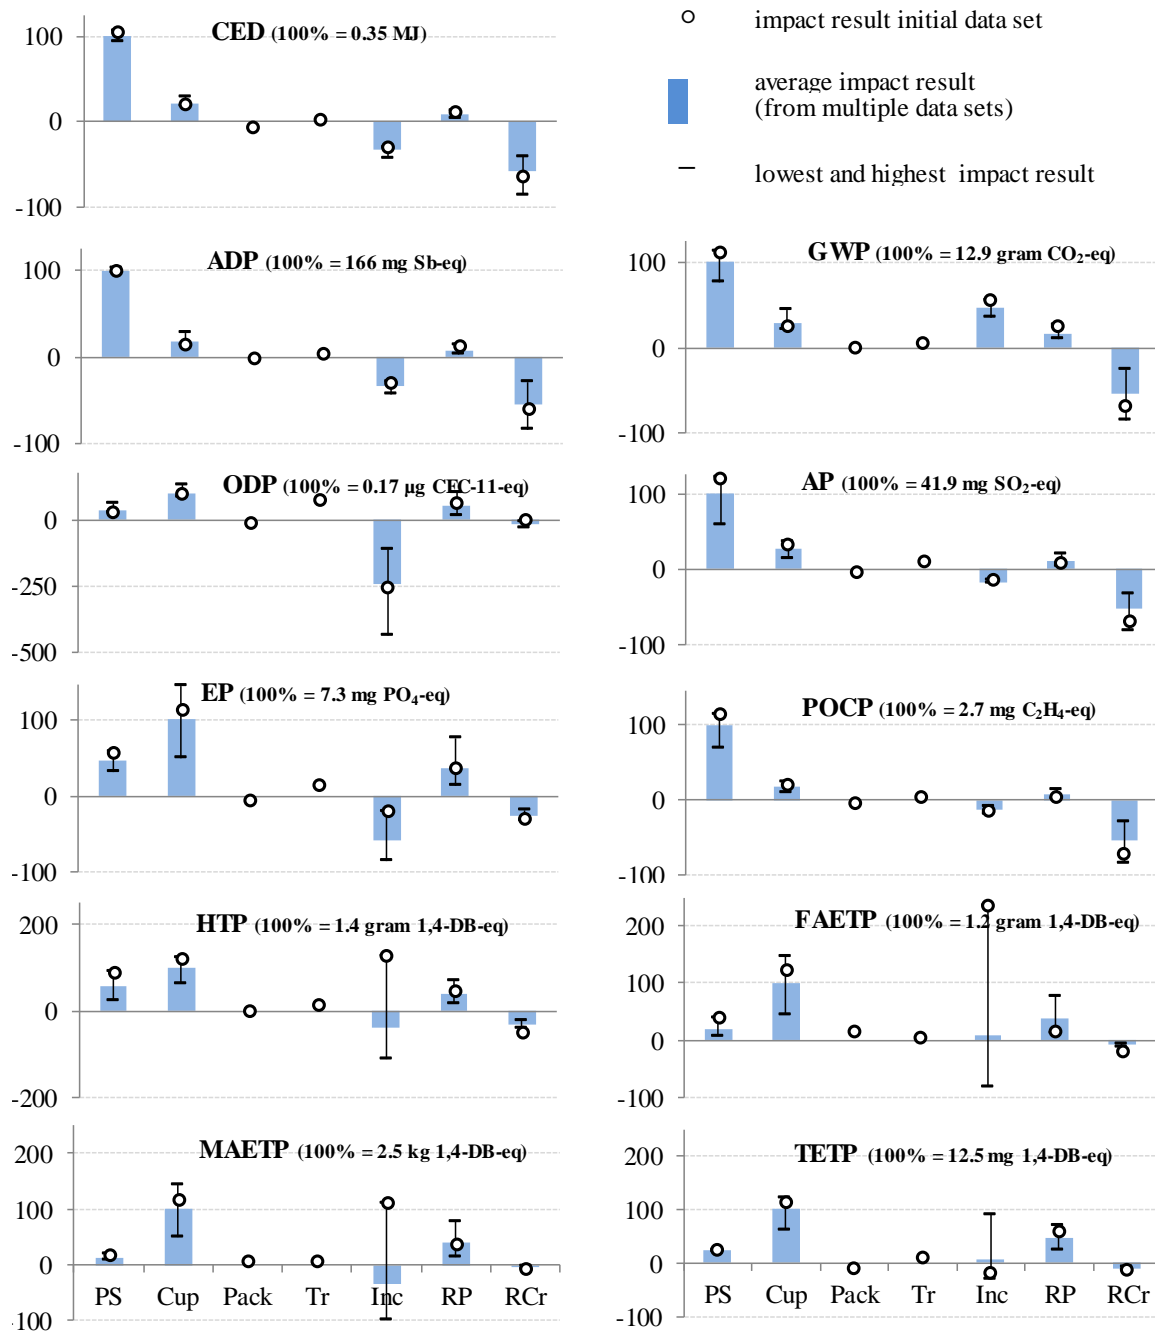 CED (100% = 0.35 MJ)
100
0
-100
impact result initial data set
average impact result
(from multiple data sets)
lowest and highest impact result
ADP (100% = 166 mg Sb-eq)
100
0
-100
GWP (100% = 12.9 gram CO₂-eq)
100
0
-100
ODP (100% = 0.17 µg CFC-11-eq)
0
-250
-500
AP (100% = 41.9 mg SO₂-eq)
100
0
-100
EP (100% = 7.3 mg PO₄-eq)
100
0
-100
POCP (100% = 2.7 mg C₂H₄-eq)
100
0
-100
HTP (100% = 1.4 gram 1,4-DB-eq)
200
0
-200
FAETP (100% = 1.2 gram 1,4-DB-eq)
200
100
0
-100
MAETP (100% = 2.5 kg 1,4-DB-eq)
200
100
0
-100
PS Cup Pack Tr Inc RP RCr
TETP (100% = 12.5 mg 1,4-DB-eq)
200
100
0
-100
PS Cup Pack Tr Inc RP RCr